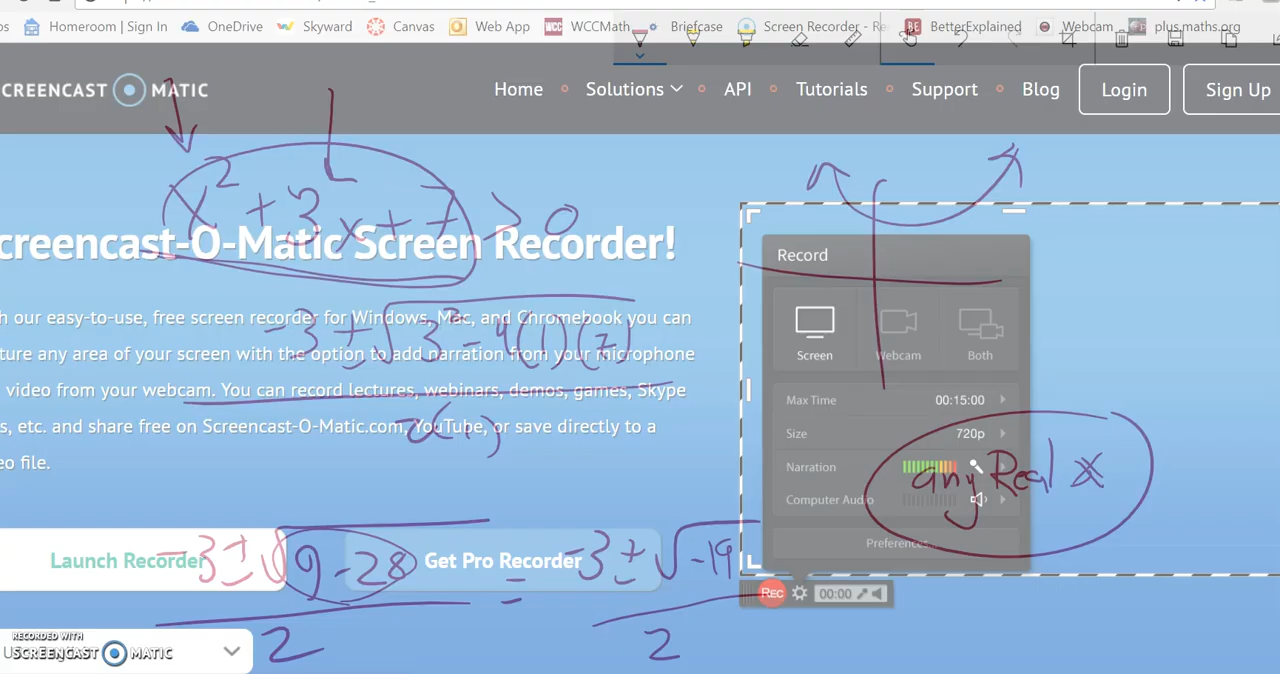 Homeroom | Sign In OneDrive Skyward Canvas Web App WCCMath Briefcase Screen Recorder - Re BetterExplained Webcam plus.maths.org
CREENCAST MATIC Home Solutions API Tutorials Support Blog Login Sign Up
x² + 3x + 7 > 0
creencast-O-Matic Screen Recorder!
h our easy-to-use, free screen recorder for Windows, Mac, and Chromebook you can
ture any area of your screen with the option to add narration from your microphone
video from your webcam. You can record lectures, webinars, demos, games, Skype
s, etc. and share free on Screencast-O-Matic.com, YouTube, or save directly to a
eo file.
-3 ± √3² - 4(1)(7)
2(1)
Launch Recorder
Get Pro Recorder
-3 ± √9 - 28 = -3 ± √-19
2 2
Record
Screen Webcam Both
Max Time 00:15:00
Size 720p
Narration
Computer Audio
Preferences...
any Real x
REC 00:00
RECORDED WITH
SCREENCAST MATIC